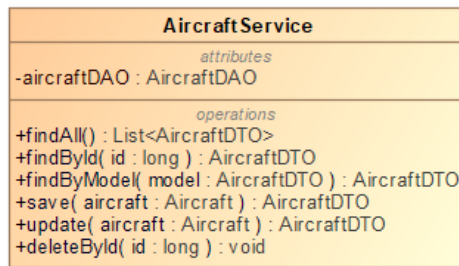 AircraftService
attributes
-aircraftDAO : AircraftDAO
operations
+findAll() : List<AircraftDTO>
+findById( id : long ) : AircraftDTO
+findByModel( model : AircraftDTO ) : AircraftDTO
+save( aircraft : Aircraft ) : AircraftDTO
+update( aircraft : Aircraft ) : AircraftDTO
+deleteById( id : long ) : void